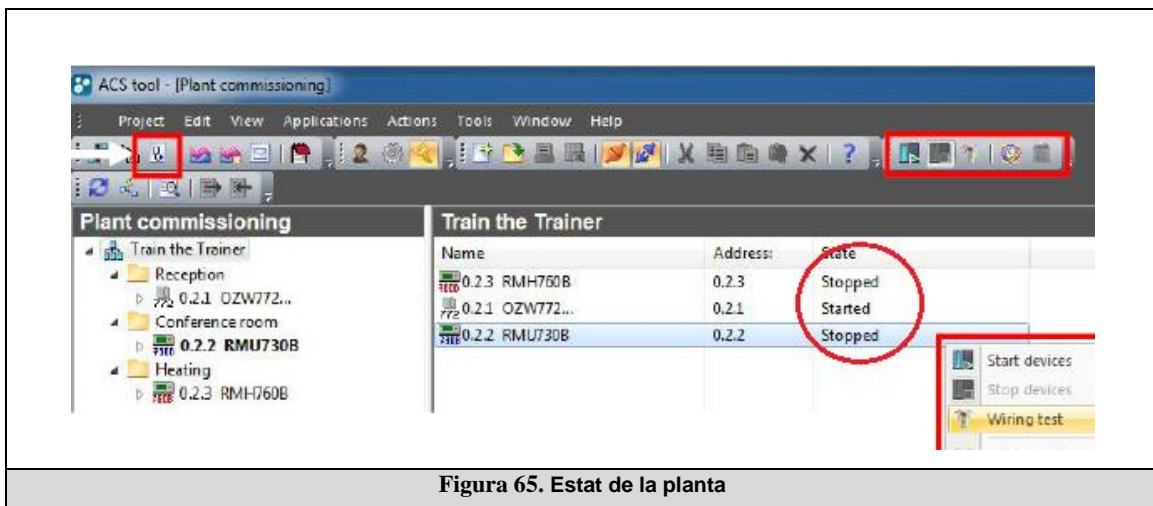 ACS tool - [Plant commissioning]
Project Edit View Applications Actions Tools Window Help
Plant commissioning
Train the Trainer
Train the Trainer
Name Address: State
Reception
0.2.3 RMH760B 0.2.3 Stopped
0.2.1 OZW772...
0.2.1 OZW772... 0.2.1 Started
Conference room
0.2.2 RMU730B
0.2.2 RMU730B 0.2.2 Stopped
Heating
0.2.3 RMH760B
Start devices
Stop devices
Wiring test
Figura 65. Estat de la planta